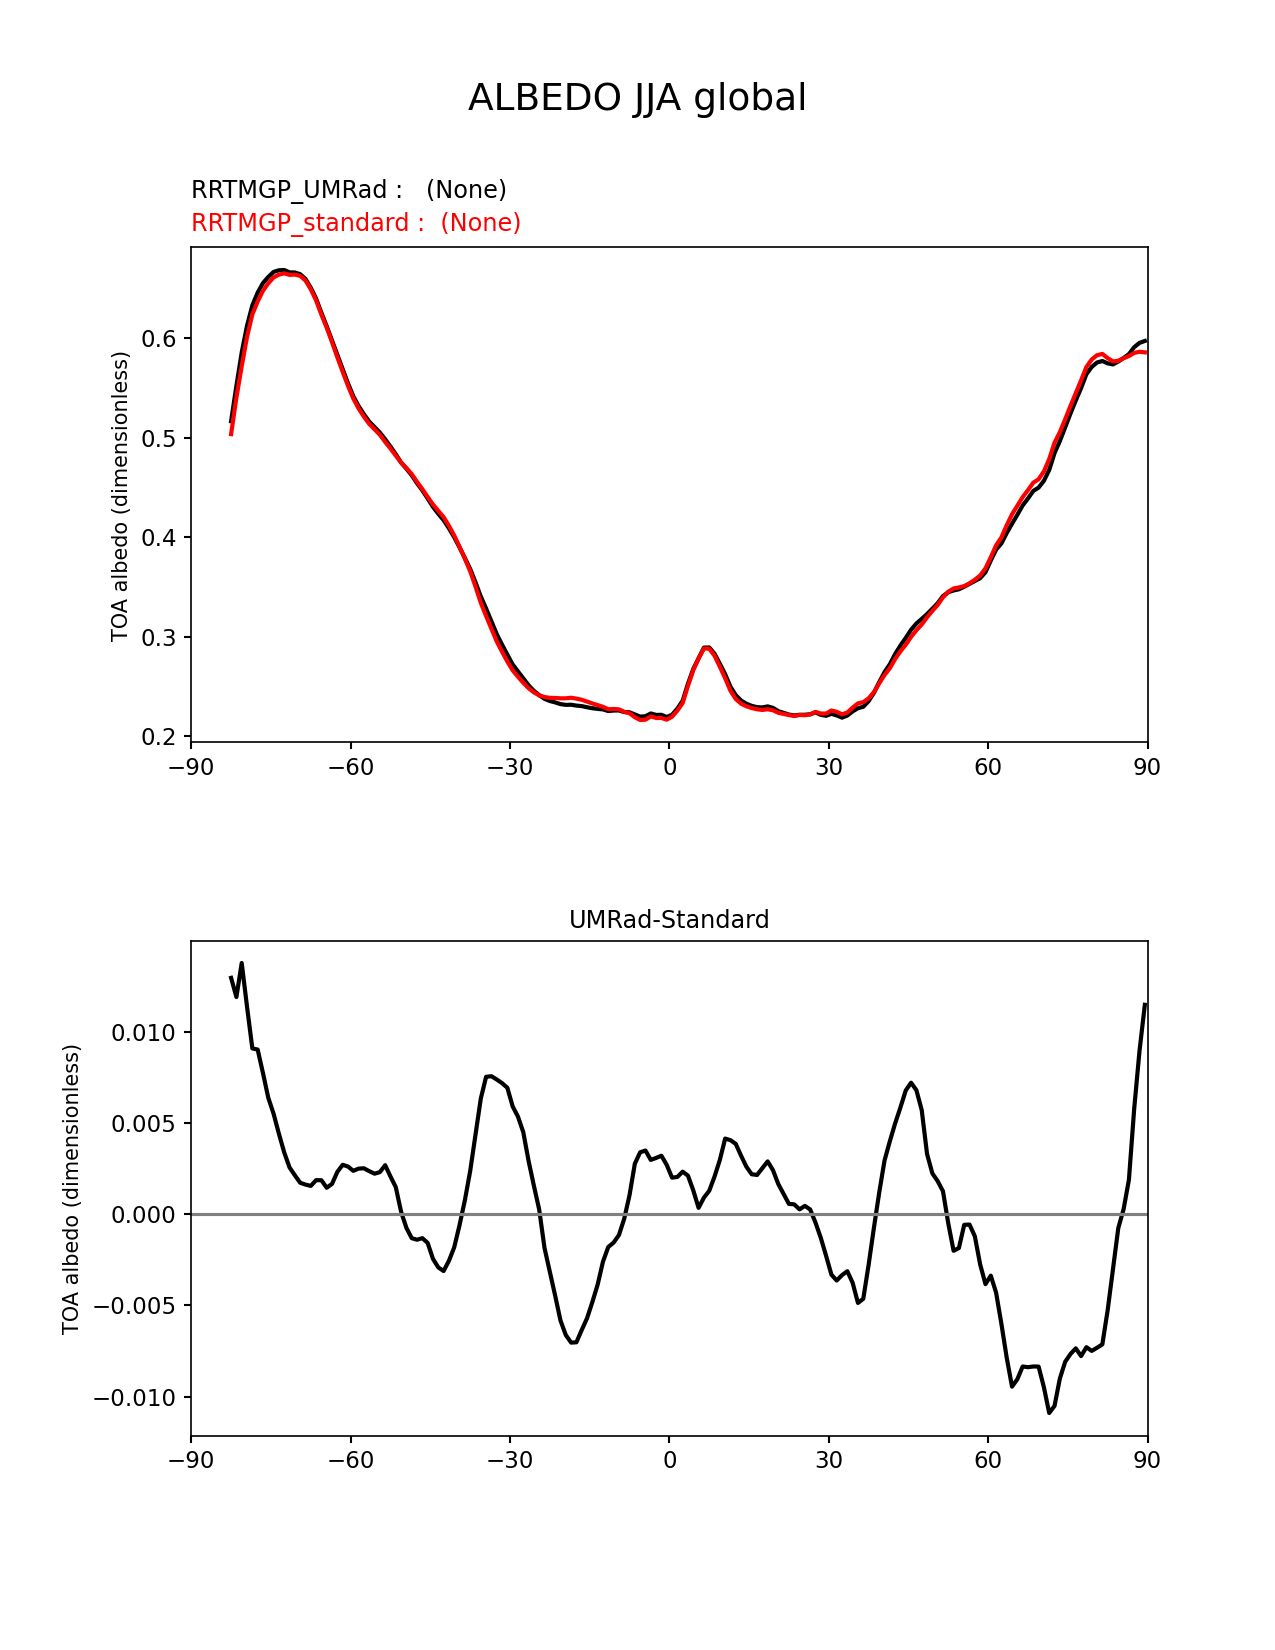 ALBEDO JJA global
RRTMGP_UMRad :   (None)
RRTMGP_standard :  (None)
TOA albedo (dimensionless)
0.6
0.5
0.4
0.3
0.2
−90 −60 −30 0 30 60 90
UMRad-Standard
TOA albedo (dimensionless)
0.010
0.005
0.000
−0.005
−0.010
−90 −60 −30 0 30 60 90